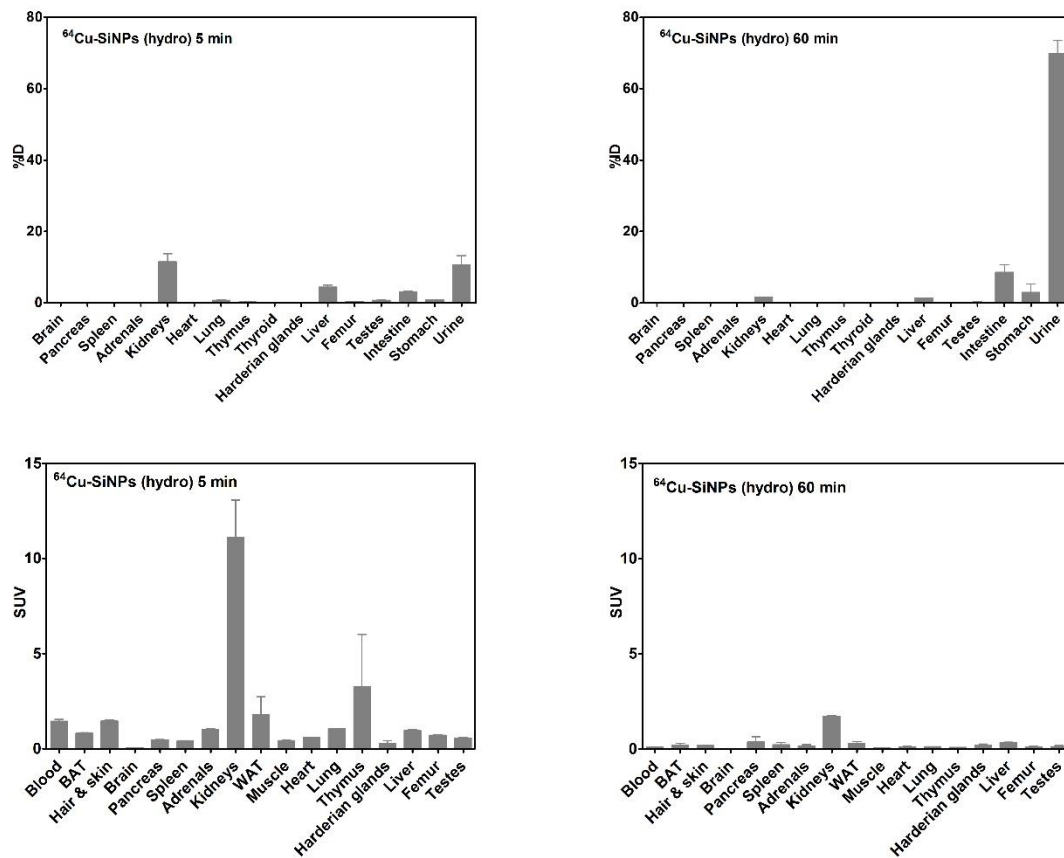 ⁶⁴Cu-SiNPs (hydro) 5 min
%ID
80
60
40
20
0
Brain
Pancreas
Spleen
Adrenals
Kidneys
Heart
Lung
Thymus
Thyroid
Harderian glands
Liver
Femur
Testes
Intestine
Stomach
Urine
⁶⁴Cu-SiNPs (hydro) 60 min
%ID
80
60
40
20
0
Brain
Pancreas
Spleen
Adrenals
Kidneys
Heart
Lung
Thymus
Thyroid
Harderian glands
Liver
Femur
Testes
Intestine
Stomach
Urine
⁶⁴Cu-SiNPs (hydro) 5 min
SUV
15
10
5
0
Blood
BAT
Hair & skin
Brain
Pancreas
Spleen
Adrenals
Kidneys
WAT
Muscle
Heart
Lung
Thymus
Harderian glands
Liver
Femur
Testes
⁶⁴Cu-SiNPs (hydro) 60 min
SUV
15
10
5
0
Blood
BAT
Hair & skin
Brain
Pancreas
Spleen
Adrenals
Kidneys
WAT
Muscle
Heart
Lung
Thymus
Harderian glands
Liver
Femur
Testes